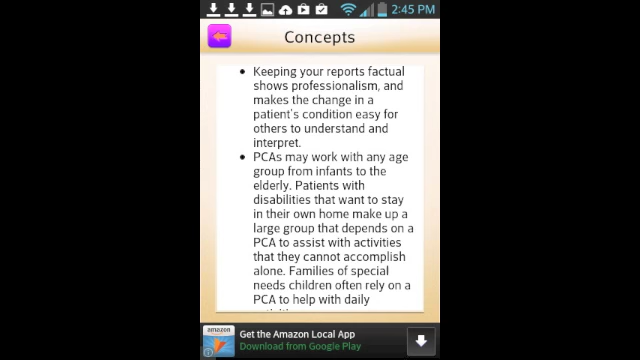 2:45 PM
Concepts
• Keeping your reports factual
shows professionalism, and
makes the change in a
patient's condition easy for
others to understand and
interpret.
• PCAs may work with any age
group from infants to the
elderly. Patients with
disabilities that want to stay
in their own home make up a
large group that depends on a
PCA to assist with activities
that they cannot accomplish
alone. Families of special
needs children often rely on a
PCA to help with daily
amazon
Get the Amazon Local App
Download from Google Play